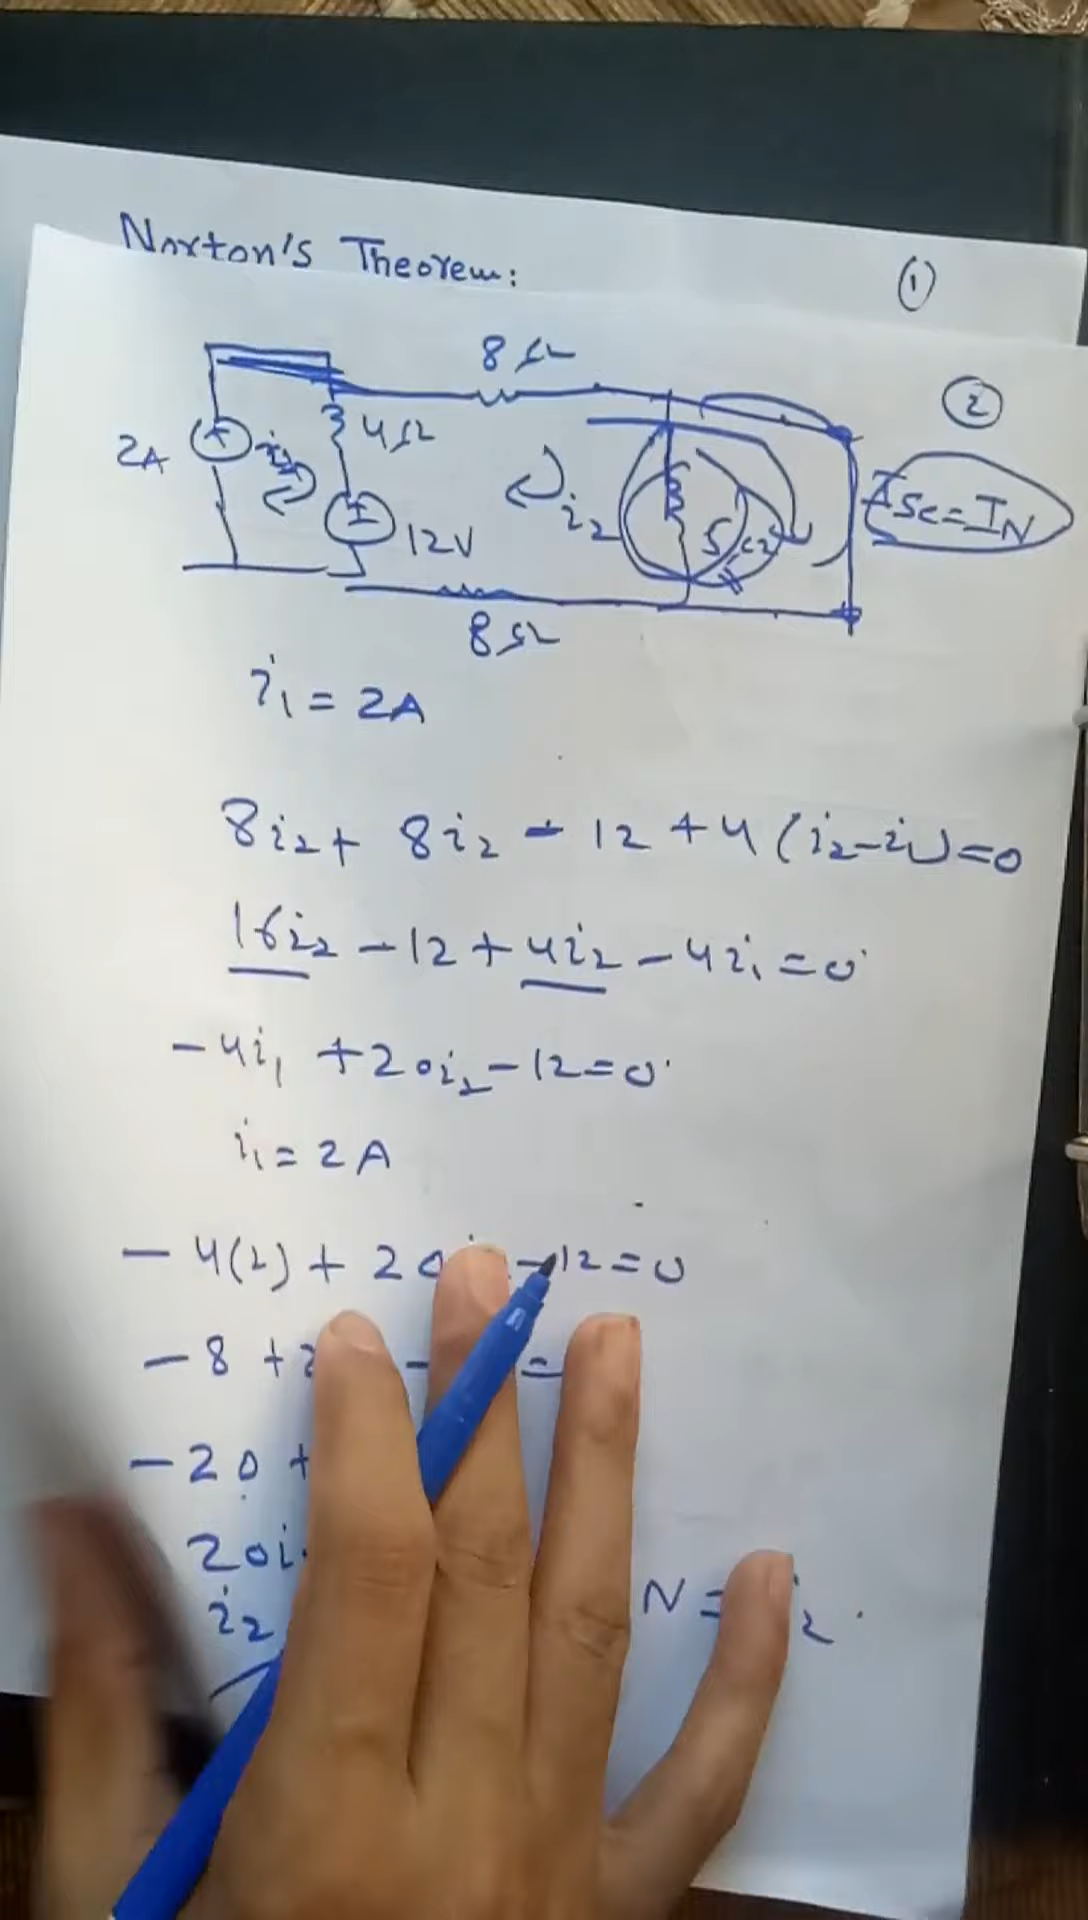 Norton's Theorem:
①
②
8Ω
2A
4Ω
i₂
Isc=IN
12V
5Ω
8Ω
i₁ = 2A
8i₂ + 8i₂ - 12 + 4(i₂-i₁)=0
16i₂ - 12 + 4i₂ - 4i₁ = 0
-4i₁ + 20i₂ - 12 = 0
i₁ = 2A
- 4(2) + 20 - 12 = 0
- 8 + - =
- 20 +
20i
i₂
N = i₂